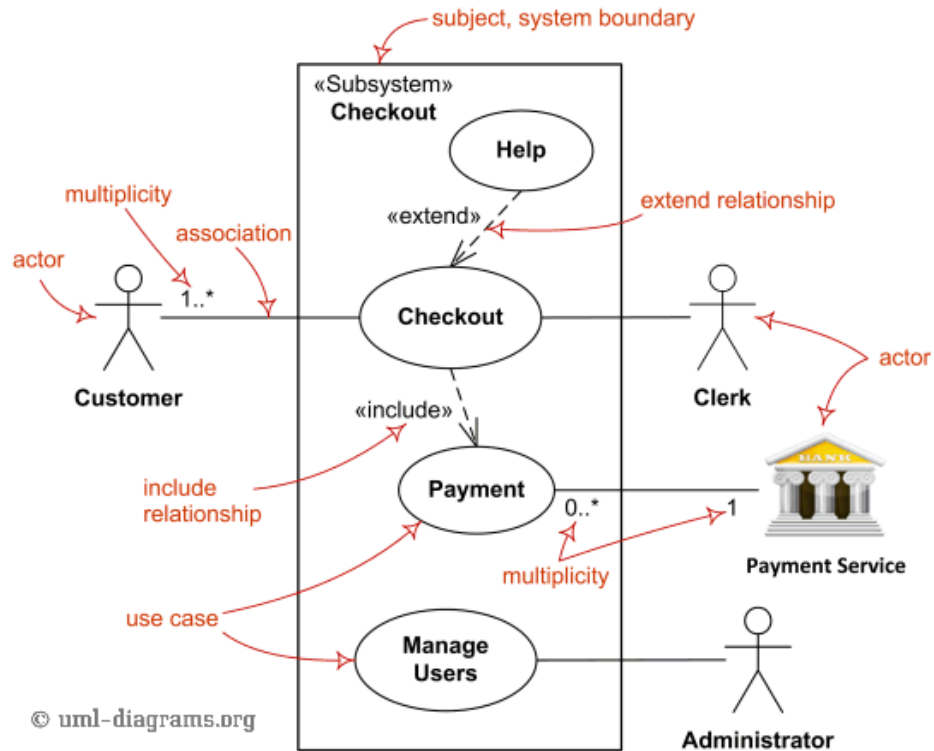 subject, system boundary
«Subsystem»
Checkout
Help
multiplicity
«extend»
extend relationship
association
actor
1..*
Checkout
Customer
Clerk
actor
«include»
BANK
include
relationship
Payment
0..*
1
multiplicity
Payment Service
use case
Manage
Users
© uml-diagrams.org
Administrator